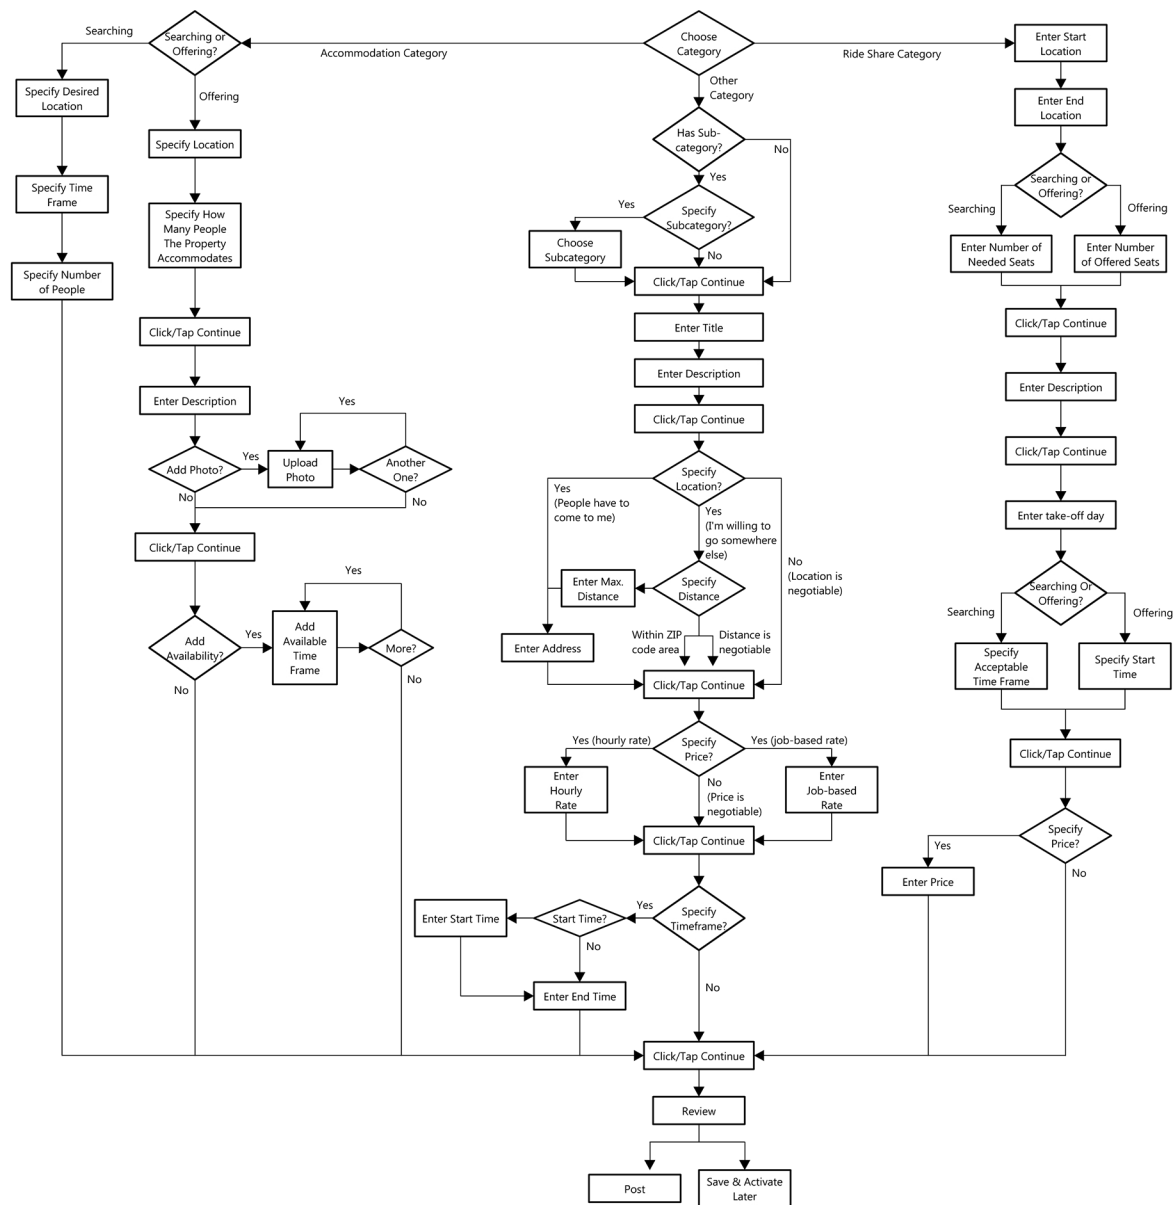 Searching
Searching or
Offering?
Accommodation Category
Choose
Category
Ride Share Category
Enter Start
Location
Specify Desired
Location
Offering
Other
Category
Enter End
Location
Specify Location
Has Sub-
category?
No
Yes
Specify Time
Frame
Specify How
Many People
The Property
Accommodates
Yes
Specify
Subcategory?
Choose
Subcategory
No
Searching or
Offering?
Searching
Offering
Enter Number of
Needed Seats
Enter Number
of Offered Seats
Specify Number
of People
Click/Tap Continue
Click/Tap Continue
Enter Title
Click/Tap Continue
Enter Description
Enter Description
Enter Description
Yes
Click/Tap Continue
Click/Tap Continue
Add Photo?
Yes
Upload
Photo
Another
One?
No
No
Specify
Location?
Yes
(People have to
come to me)
Yes
(I'm willing to
go somewhere
else)
No
(Location is
negotiable)
Enter take-off day
Click/Tap Continue
Yes
Enter Max.
Distance
Specify
Distance
Searching Or
Offering?
Searching
Offering
Add
Availability?
Yes
Add
Available
Time
Frame
More?
No
No
Enter Address
Within ZIP
code area
Distance is
negotiable
Specify
Acceptable
Time Frame
Specify Start
Time
Click/Tap Continue
Yes (hourly rate)
Specify
Price?
Yes (job-based rate)
Click/Tap Continue
Enter
Hourly
Rate
No
(Price is
negotiable)
Enter
Job-based
Rate
Click/Tap Continue
Specify
Price?
Yes
No
Enter Price
Enter Start Time
Start Time?
Yes
Specify
Timeframe?
No
Enter End Time
No
Click/Tap Continue
Review
Post
Save & Activate
Later